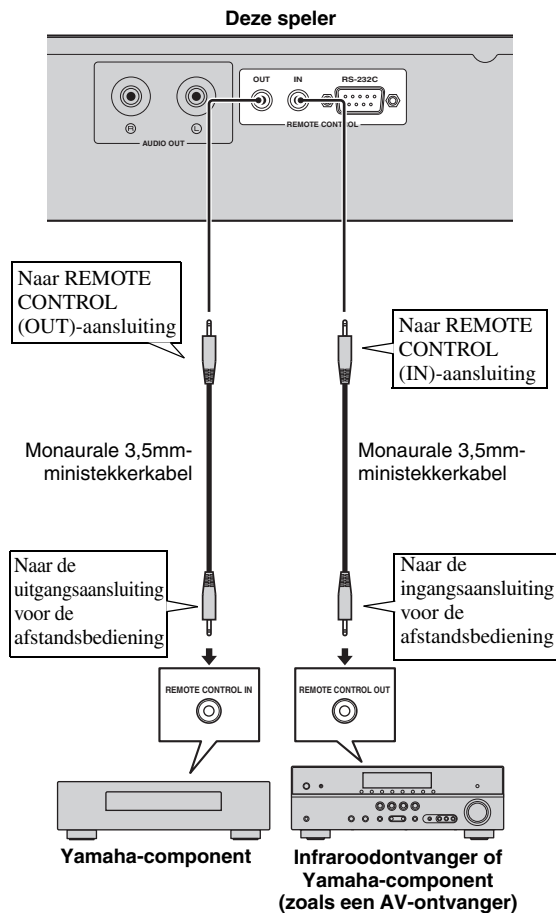 Deze speler
OUT
IN
RS-232C
R
L
REMOTE CONTROL
AUDIO OUT
Naar REMOTE
CONTROL
(OUT)-aansluiting
Naar REMOTE
CONTROL
(IN)-aansluiting
Monaurale 3,5mm-
ministekkerkabel
Monaurale 3,5mm-
ministekkerkabel
Naar de
uitgangsaansluiting
voor de
afstandsbediening
Naar de
ingangsaansluiting
voor de
afstandsbediening
REMOTE CONTROL IN
REMOTE CONTROL OUT
Yamaha-component
Infraroodontvanger of
Yamaha-component
(zoals een AV-ontvanger)